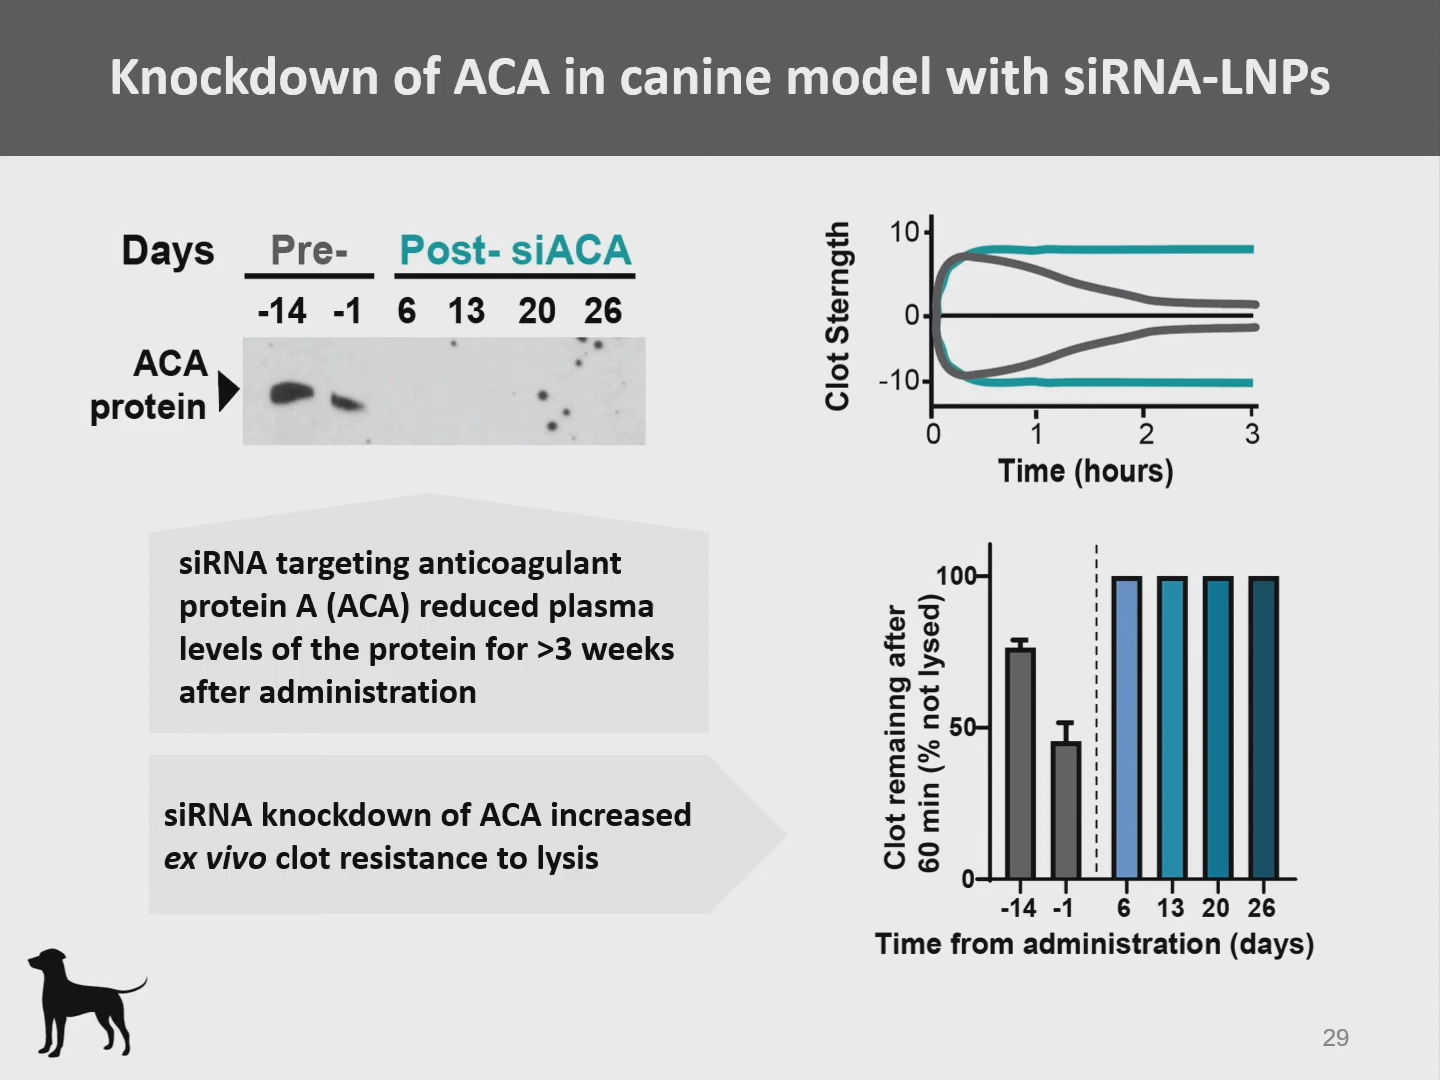 Knockdown of ACA in canine model with siRNA-LNPs
Days Pre- Post- siACA
-14 -1 6 13 20 26
ACA
protein
siRNA targeting anticoagulant
protein A (ACA) reduced plasma
levels of the protein for >3 weeks
after administration
siRNA knockdown of ACA increased
ex vivo clot resistance to lysis
Clot Sterngth
10
0
-10
0 1 2 3
Time (hours)
Clot remainng after
60 min (% not lysed)
100
50
0
-14 -1 6 13 20 26
Time from administration (days)
29